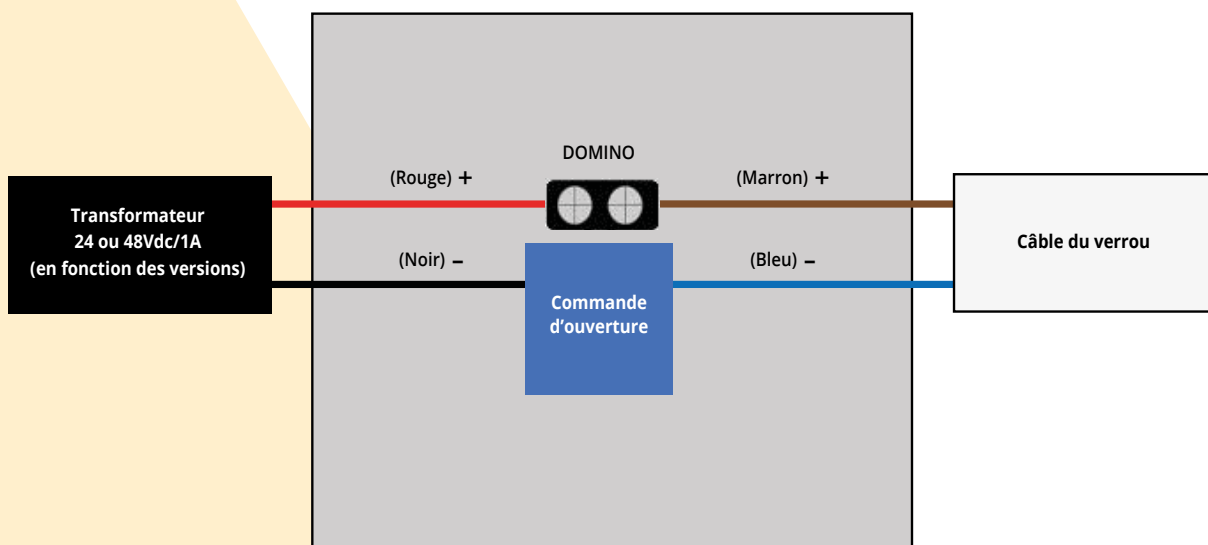 DOMINO
(Rouge) +
(Marron) +
Transformateur
24 ou 48Vdc/1A
(en fonction des versions)
Câble du verrou
(Noir) –
(Bleu) –
Commande
d’ouverture